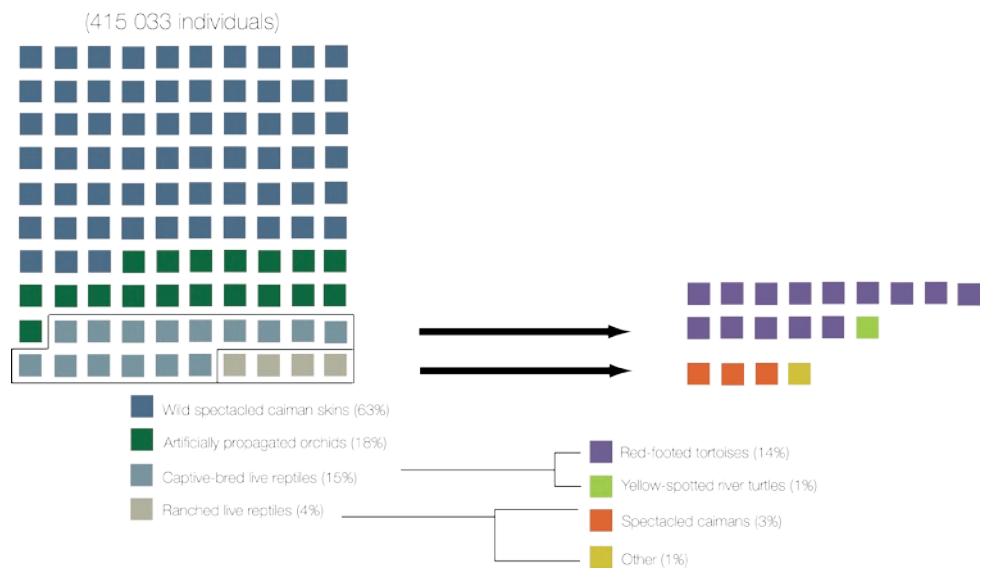 (415 033 individuals)
Wild spectacled caiman skins (63%)
Artificially propagated orchids (18%)
Captive-bred live reptiles (15%)
Ranched live reptiles (4%)
Red-footed tortoises (14%)
Yellow-spotted river turtles (1%)
Spectacled caimans (3%)
Other (1%)